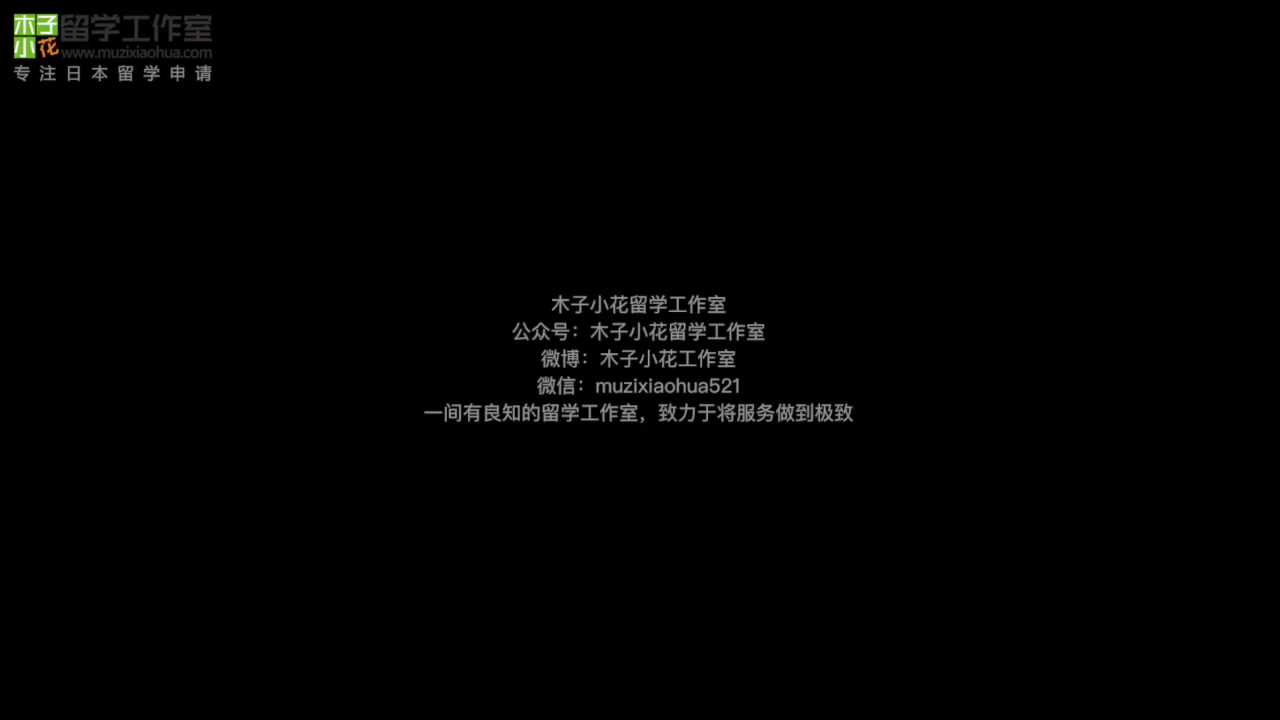 木子小花留学工作室
www.muzixiaohua.com
专注日本留学申请
木子小花留学工作室
公众号：木子小花留学工作室
微博：木子小花工作室
微信：muzixiaohua521
一间有良知的留学工作室，致力于将服务做到极致